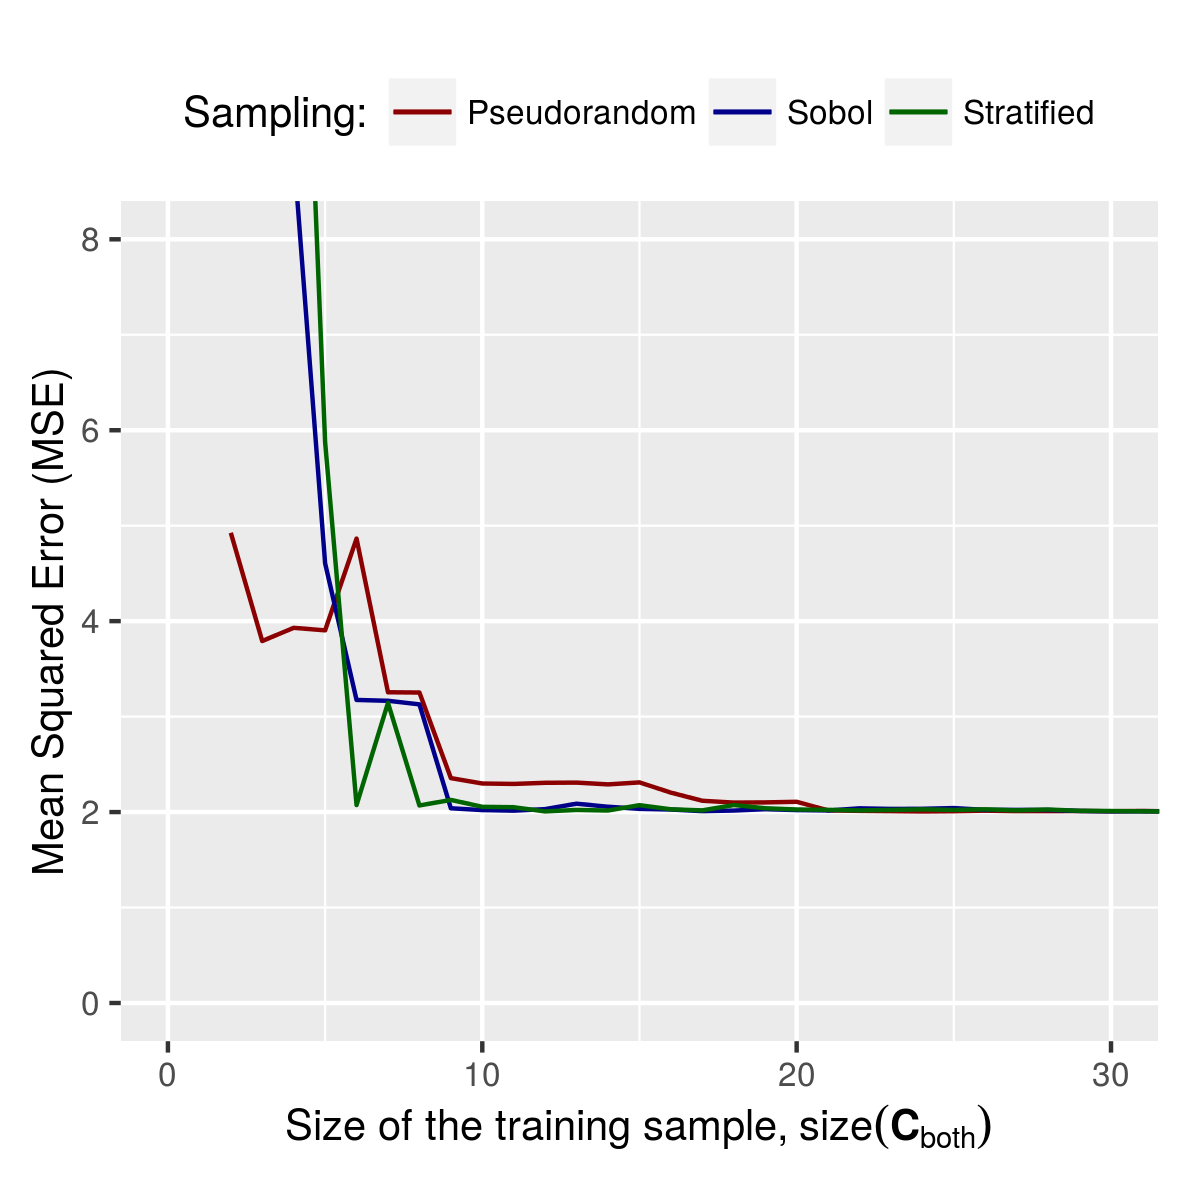 Sampling: Pseudorandom Sobol Stratified
8
6
4
2
0
Mean Squared Error (MSE)
0 10 20 30
Size of the training sample, size(C_both)